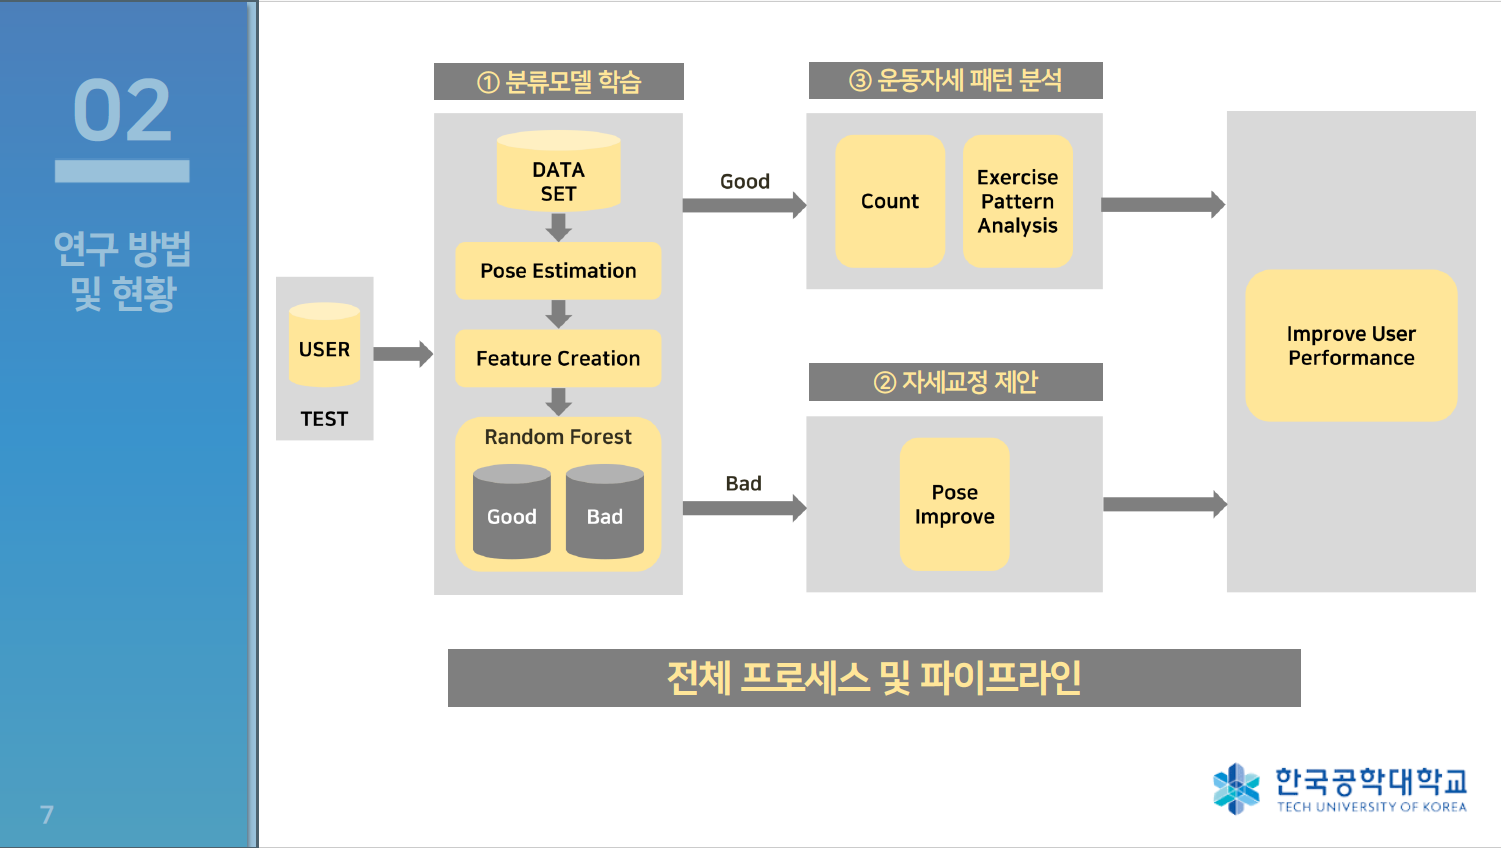 02
연구 방법
및 현황
7
USER
TEST
① 분류모델 학습
DATA
SET
Pose Estimation
Feature Creation
Random Forest
Good
Bad
Good
Bad
③ 운동자세 패턴 분석
Count
Exercise
Pattern
Analysis
② 자세교정 제안
Pose
Improve
Improve User
Performance
전체 프로세스 및 파이프라인
한국공학대학교
TECH UNIVERSITY OF KOREA